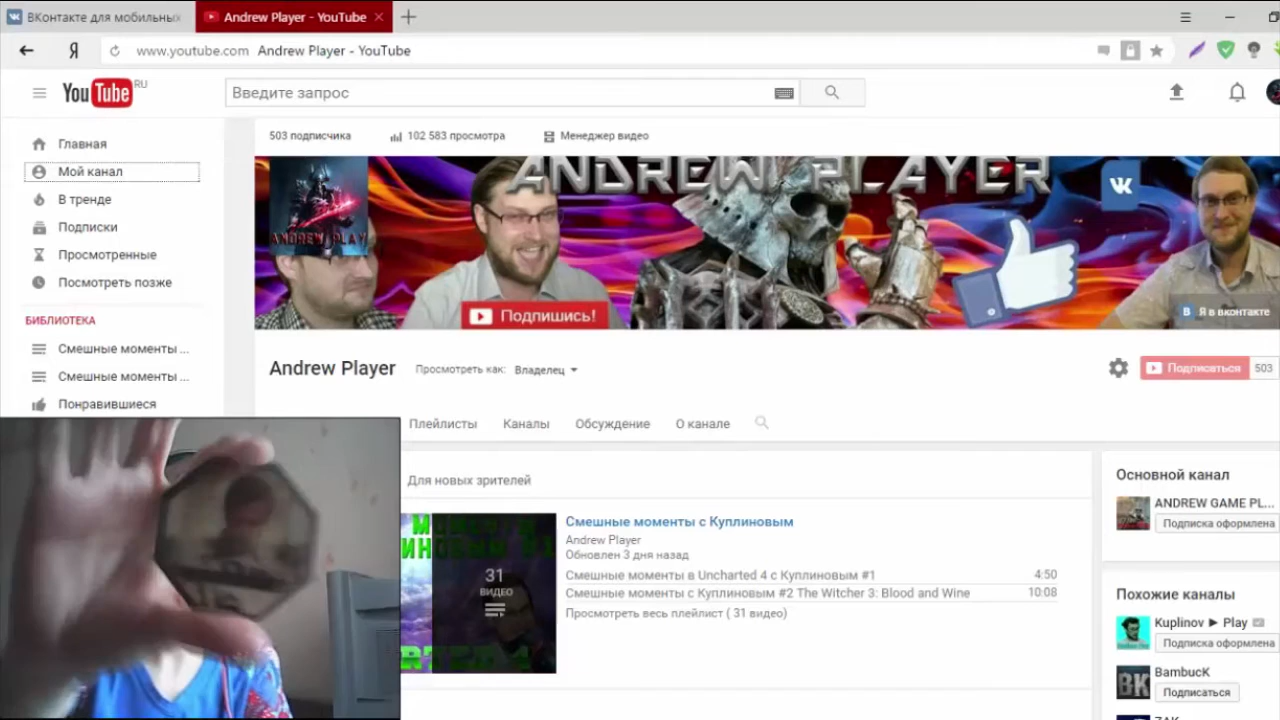 ВКонтакте для мобильных
Andrew Player - YouTube
Я
www.youtube.com Andrew Player - YouTube
YouTube RU
Введите запрос
503 подписчика
102 583 просмотра
Менеджер видео
Главная
Мой канал
В тренде
Подписки
Просмотренные
Посмотреть позже
БИБЛИОТЕКА
Смешные моменты ...
Смешные моменты ...
Понравившиеся
ANDREW PLAYER
ANDREW PLAY
Подпишись!
Я в вконтакте
Andrew Player
Просмотреть как: Владелец
Подписаться 503
Плейлисты
Каналы
Обсуждение
О канале
Для новых зрителей
31
ВИДЕО
Смешные моменты с Куплиновым
Andrew Player
Обновлен 3 дня назад
Смешные моменты в Uncharted 4 с Куплиновым #1 4:50
Смешные моменты с Куплиновым #2 The Witcher 3: Blood and Wine 10:08
Просмотреть весь плейлист ( 31 видео)
Основной канал
ANDREW GAME PL...
Подписка оформлена
Похожие каналы
Kuplinov ► Play
Подписка оформлена
BK
BambucK
Подписаться